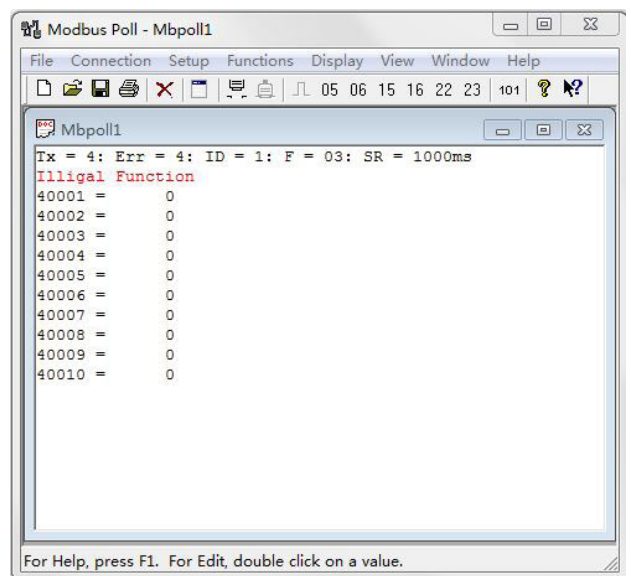 Modbus Poll - Mbpoll1
File Connection Setup Functions Display View Window Help
05 06 15 16 22 23 101
Mbpoll1
Tx = 4: Err = 4: ID = 1: F = 03: SR = 1000ms
Illigal Function
40001 = 0
40002 = 0
40003 = 0
40004 = 0
40005 = 0
40006 = 0
40007 = 0
40008 = 0
40009 = 0
40010 = 0
For Help, press F1. For Edit, double click on a value.